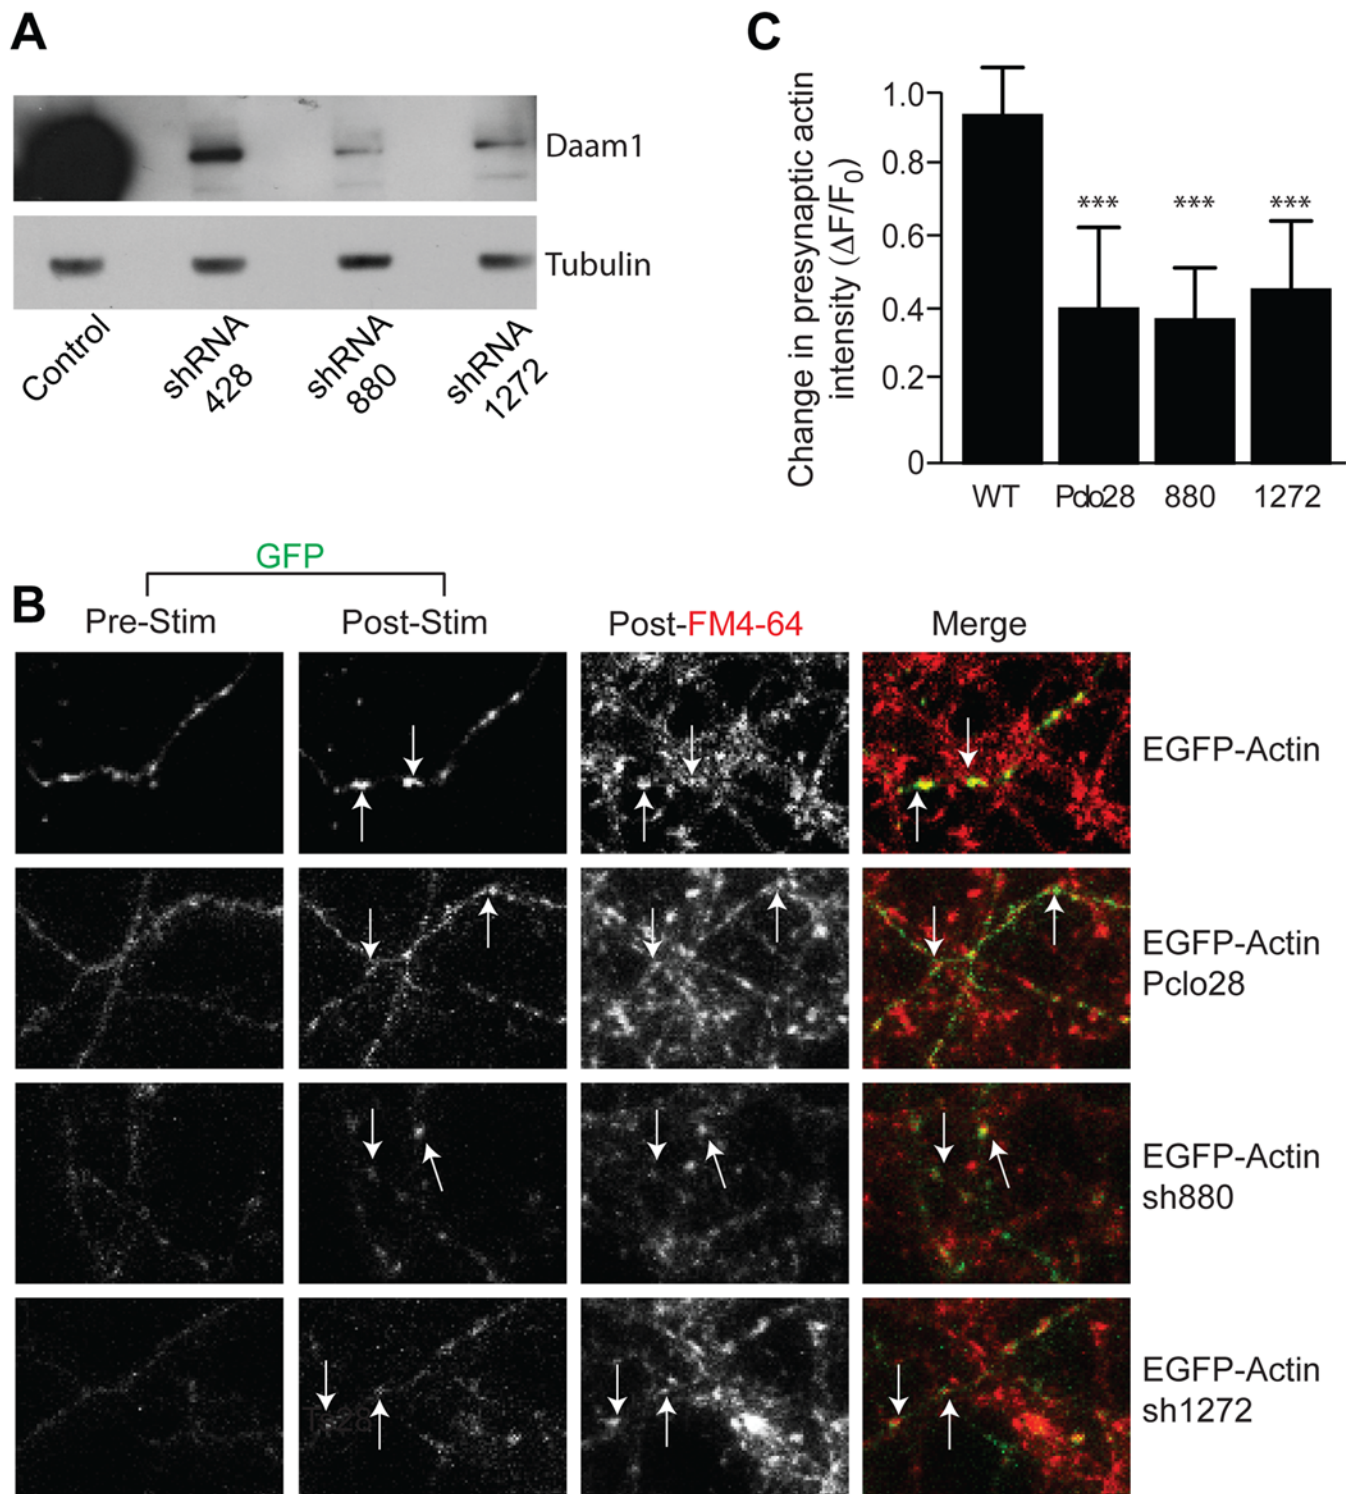 A
Daam1
Tubulin
Control
shRNA
428
shRNA
880
shRNA
1272
C
Change in presynaptic actin
intensity (ΔF/F0)
1.0
0.8
0.6
0.4
0.2
0
***
***
***
WT
Pclo28
880
1272
B
GFP
Pre-Stim
Post-Stim
Post-FM4-64
Merge
EGFP-Actin
EGFP-Actin
Pclo28
EGFP-Actin
sh880
EGFP-Actin
sh1272